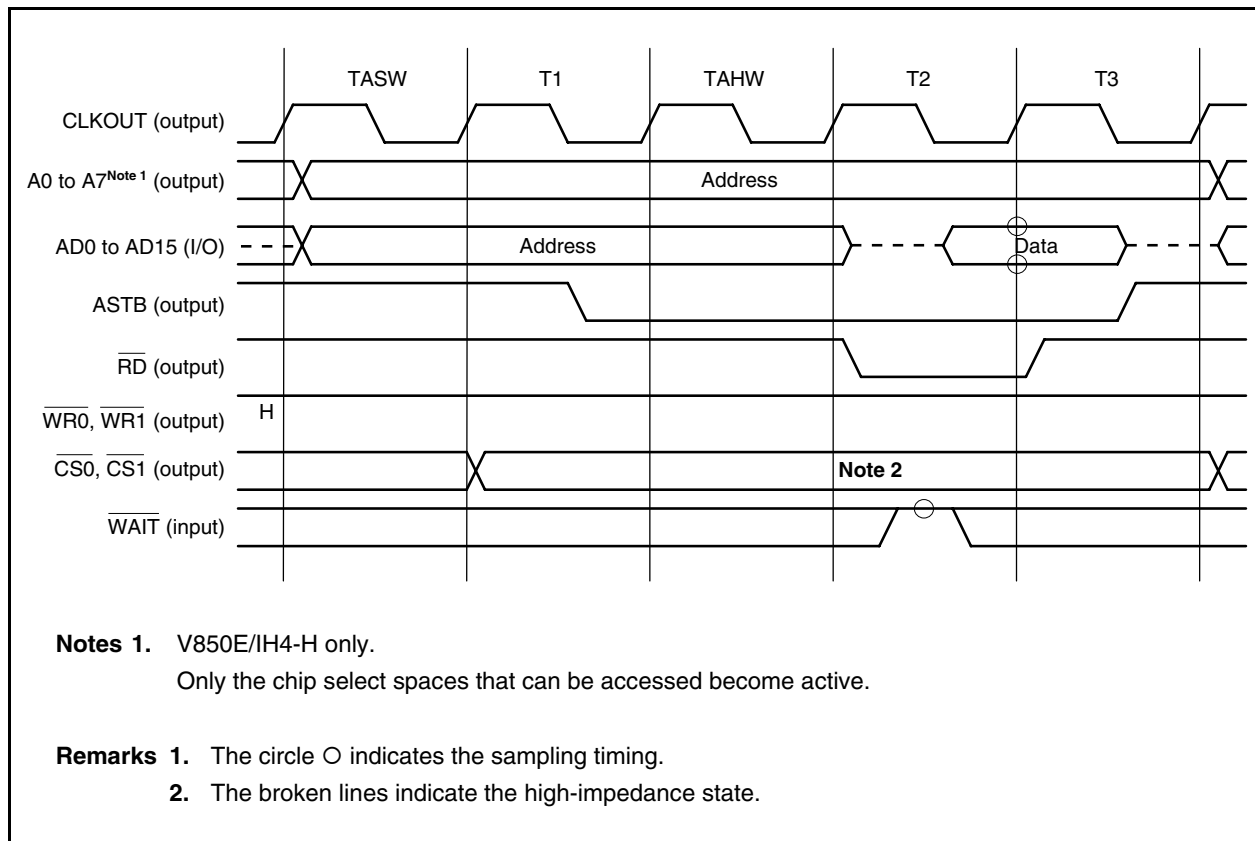 TASW T1 TAHW T2 T3
CLKOUT (output)
A0 to A7Note 1 (output) Address
AD0 to AD15 (I/O) Address Data
ASTB (output)
RD (output)
WR0, WR1 (output) H
CS0, CS1 (output) Note 2
WAIT (input)
Notes 1. V850E/IH4-H only.
Only the chip select spaces that can be accessed become active.
Remarks 1. The circle O indicates the sampling timing.
2. The broken lines indicate the high-impedance state.